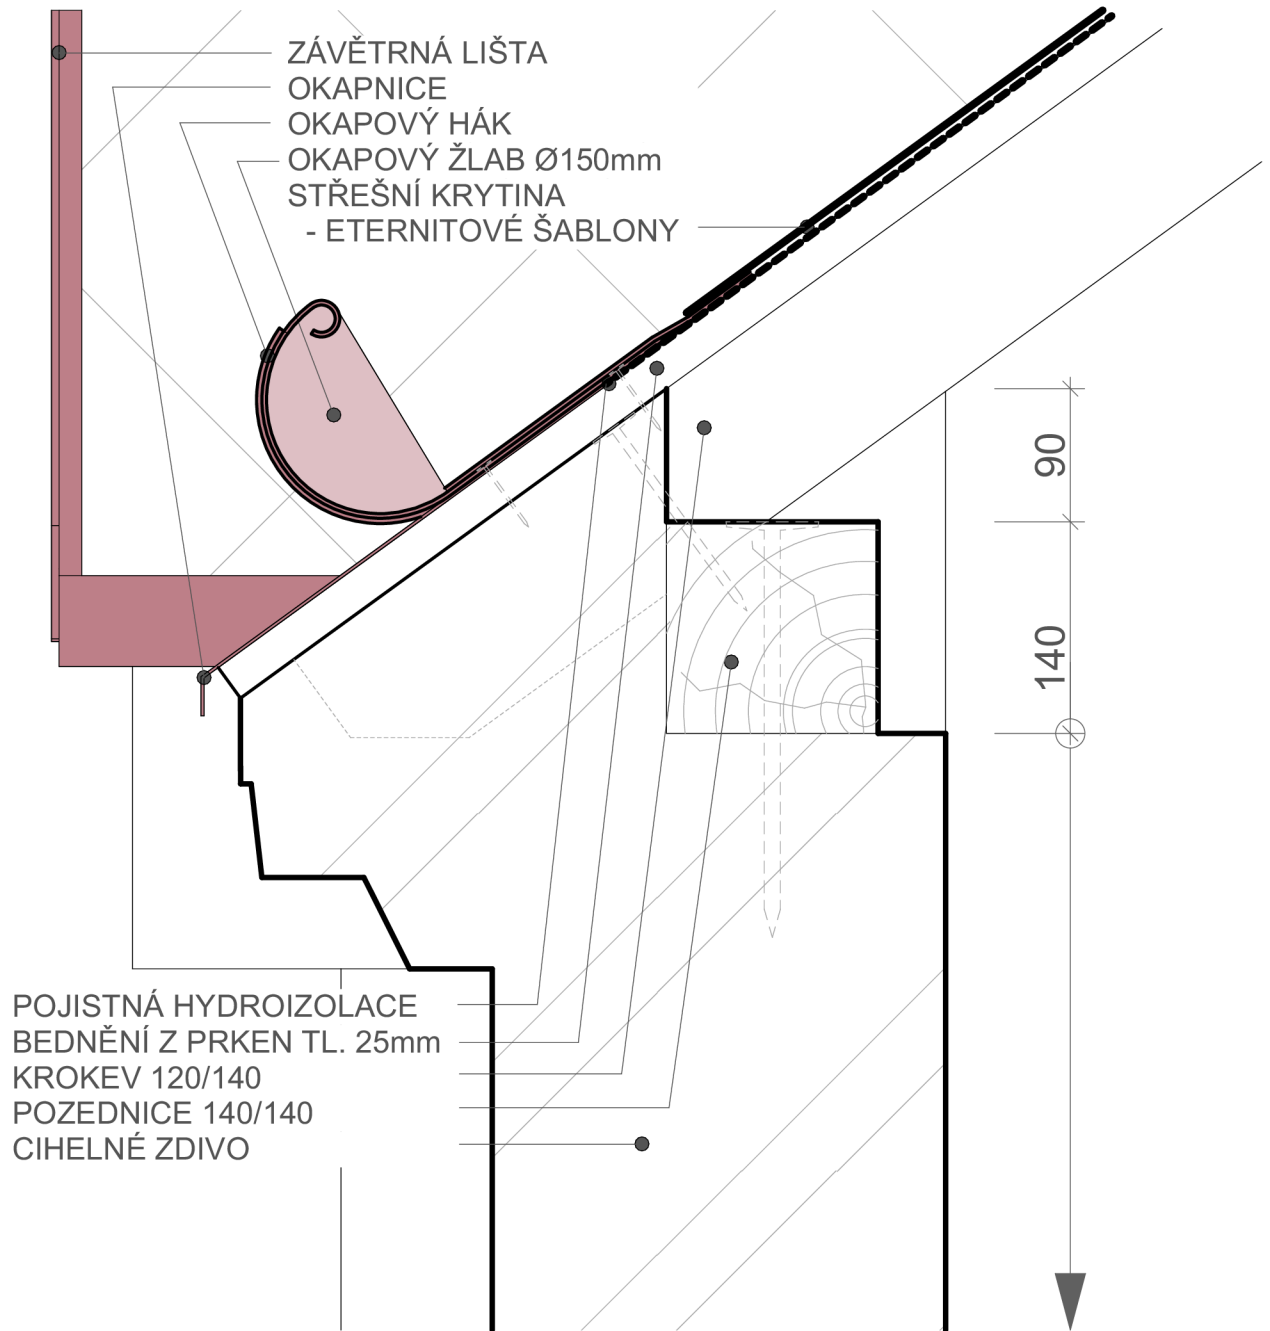 ZÁVĚTRNÁ LIŠTA
OKAPNICE
OKAPOVÝ HÁK
OKAPOVÝ ŽLAB Ø150mm
STŘEŠNÍ KRYTINA
- ETERNITOVÉ ŠABLONY
90
140
POJISTNÁ HYDROIZOLACE
BEDNĚNÍ Z PRKEN TL. 25mm
KROKEV 120/140
POZEDNICE 140/140
CIHELNÉ ZDIVO